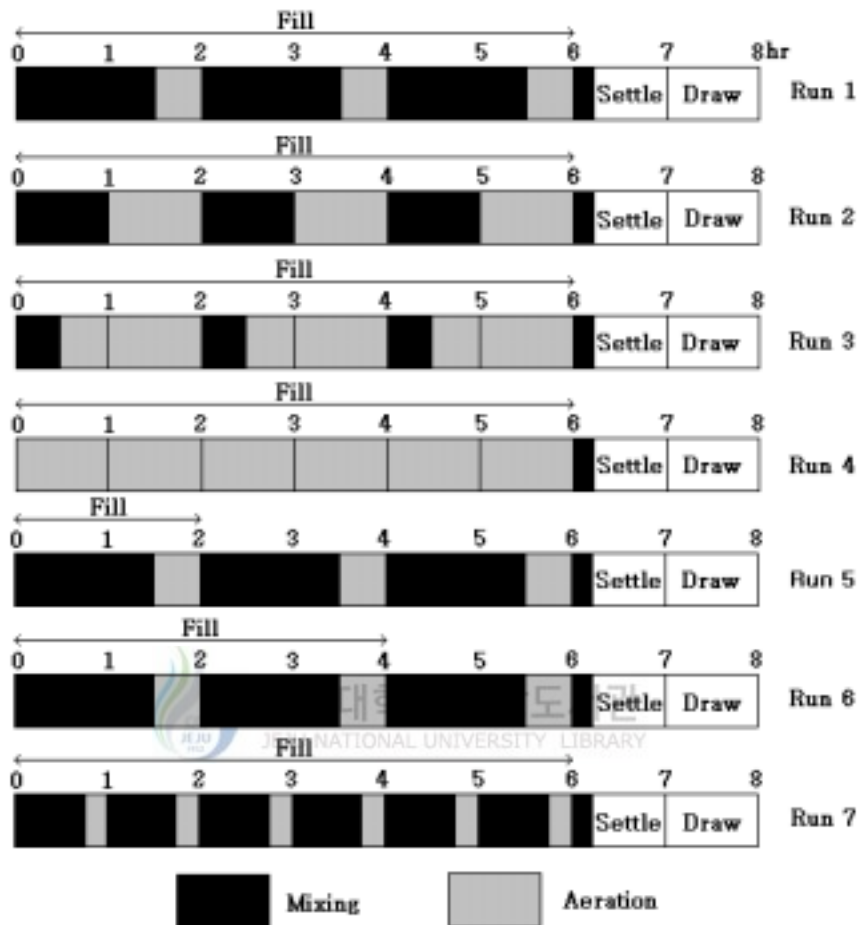 Fill
0 1 2 3 4 5 6 7 8hr
Settle Draw Run 1
Fill
0 1 2 3 4 5 6 7 8
Settle Draw Run 2
Fill
0 1 2 3 4 5 6 7 8
Settle Draw Run 3
Fill
0 1 2 3 4 5 6 7 8
Settle Draw Run 4
Fill
0 1 2 3 4 5 6 7 8
Settle Draw Run 5
Fill
0 1 2 3 4 5 6 7 8
Settle Draw Run 6
JEJU
1952
JEJU NATIONAL UNIVERSITY LIBRARY
Fill
0 1 2 3 4 5 6 7 8
Settle Draw Run 7
Mixing Aeration